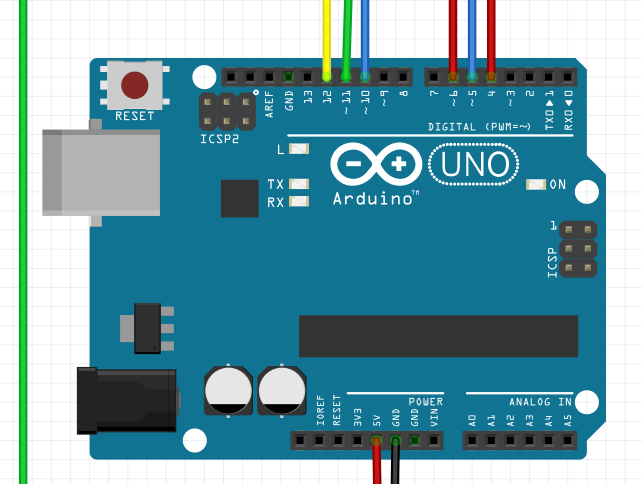 RESET
ICSP2
AREF
GND
13
12
~11
~10
~9
8
7
~6
~5
4
~3
2
TXD▶1
RXD◀0
DIGITAL (PWM=~)
L
TX
RX
Arduino™
UNO
ON
1
ICSP
IOREF
RESET
3V3
5V
GND
GND
VIN
POWER
ANALOG IN
A0
A1
A2
A3
A4
A5